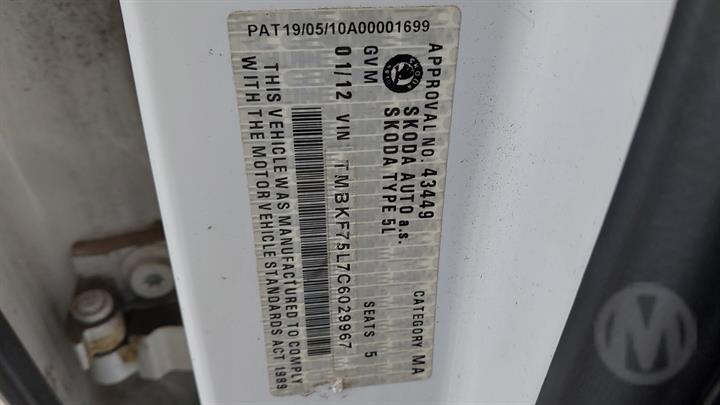 PAT19/05/10A00001699
APPROVAL NO. 43449 CATEGORY MA
SKODA AUTO a.s.
SKODA TYPE 5L
GVM SEATS 5
01/12 VIN TMBKF75L7C6029967
THIS VEHICLE WAS MANUFACTURED TO COMPLY
WITH THE MOTOR VEHICLE STANDARDS ACT 1989
SKODA
M